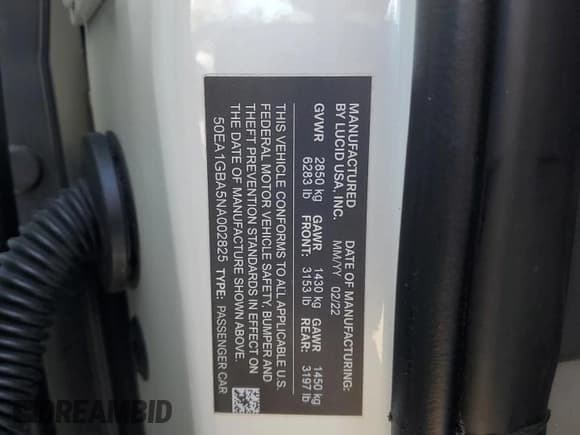 MANUFACTURED BY LUCID USA, INC.
DATE OF MANUFACTURING: MM/YY 02/22
GVWR 2850 kg GAWR 1430 kg GAWR 1450 kg
6283 lb FRONT: 3153 lb REAR: 3197 lb
THIS VEHICLE CONFORMS TO ALL APPLICABLE U.S.
FEDERAL MOTOR VEHICLE SAFETY, BUMPER AND
THEFT PREVENTION STANDARDS IN EFFECT ON
THE DATE OF MANUFACTURE SHOWN ABOVE.
50EA1GBA5NA002825 TYPE: PASSENGER CAR
DREAMBID